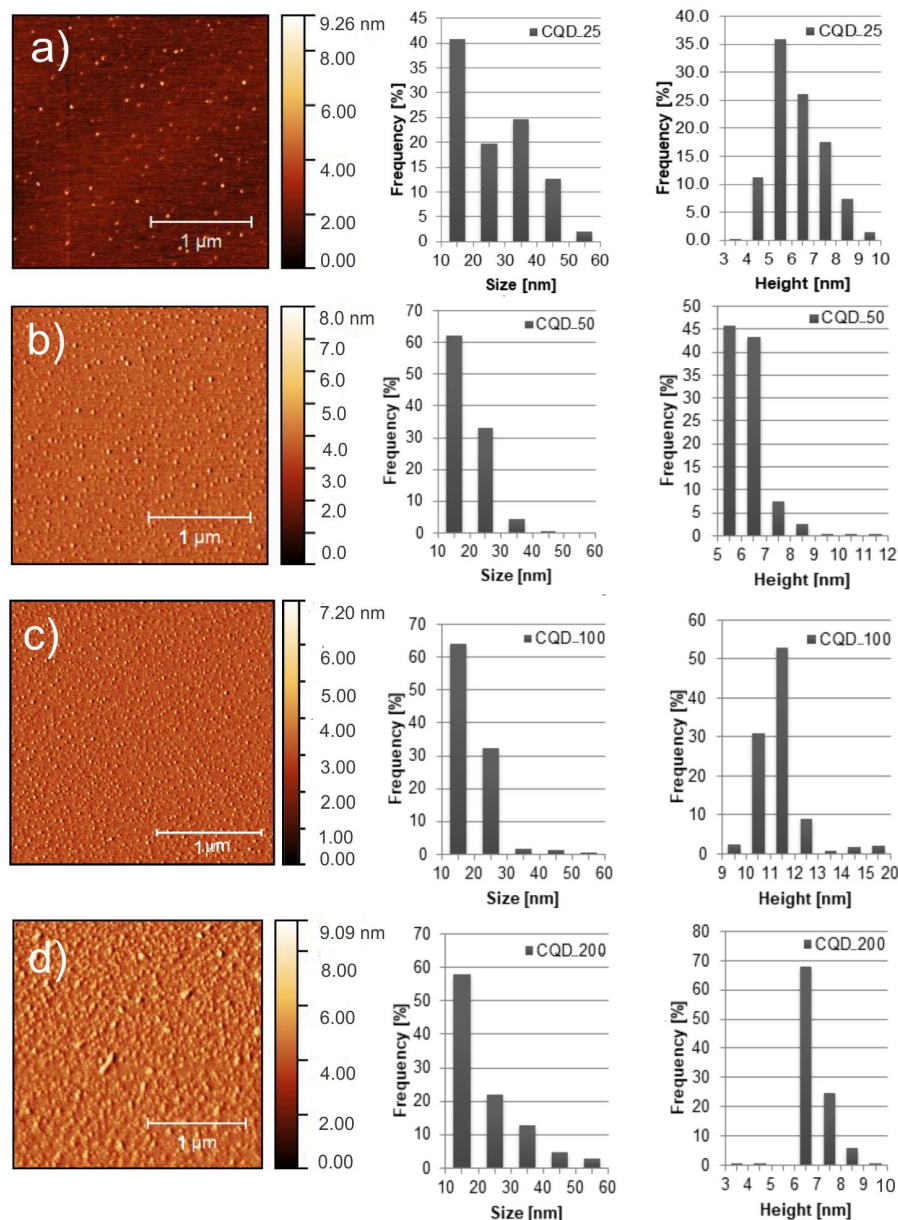 a)
9.26 nm
8.00
6.00
4.00
2.00
0.00
1 µm
Frequency [%]
45
40
35
30
25
20
15
10
5
0
CQD_25
10 20 30 40 50 60
Size [nm]
Frequency [%]
40.0
35.0
30.0
25.0
20.0
15.0
10.0
5.0
0.0
CQD_25
3 4 5 6 7 8 9 10
Height [nm]
b)
8.0 nm
7.0
6.0
5.0
4.0
3.0
2.0
1.0
0.0
1 µm
Frequency [%]
70
60
50
40
30
20
10
0
CQD_50
10 20 30 40 50 60
Size [nm]
Frequency [%]
50
45
40
35
30
25
20
15
10
5
0
CQD_50
5 6 7 8 9 10 11 12
Height [nm]
c)
7.20 nm
6.00
5.00
4.00
3.00
2.00
1.00
0.00
1 µm
Frequency [%]
70
60
50
40
30
20
10
0
CQD_100
10 20 30 40 50 60
Size [nm]
Frequency [%]
60
50
40
30
20
10
0
CQD_100
9 10 11 12 13 14 15 20
Height [nm]
d)
9.09 nm
8.00
6.00
4.00
2.00
0.00
1 µm
Frequency [%]
70
60
50
40
30
20
10
0
CQD_200
10 20 30 40 50 60
Size [nm]
Frequency [%]
80
70
60
50
40
30
20
10
0
CQD_200
3 4 5 6 7 8 9 10
Height [nm]